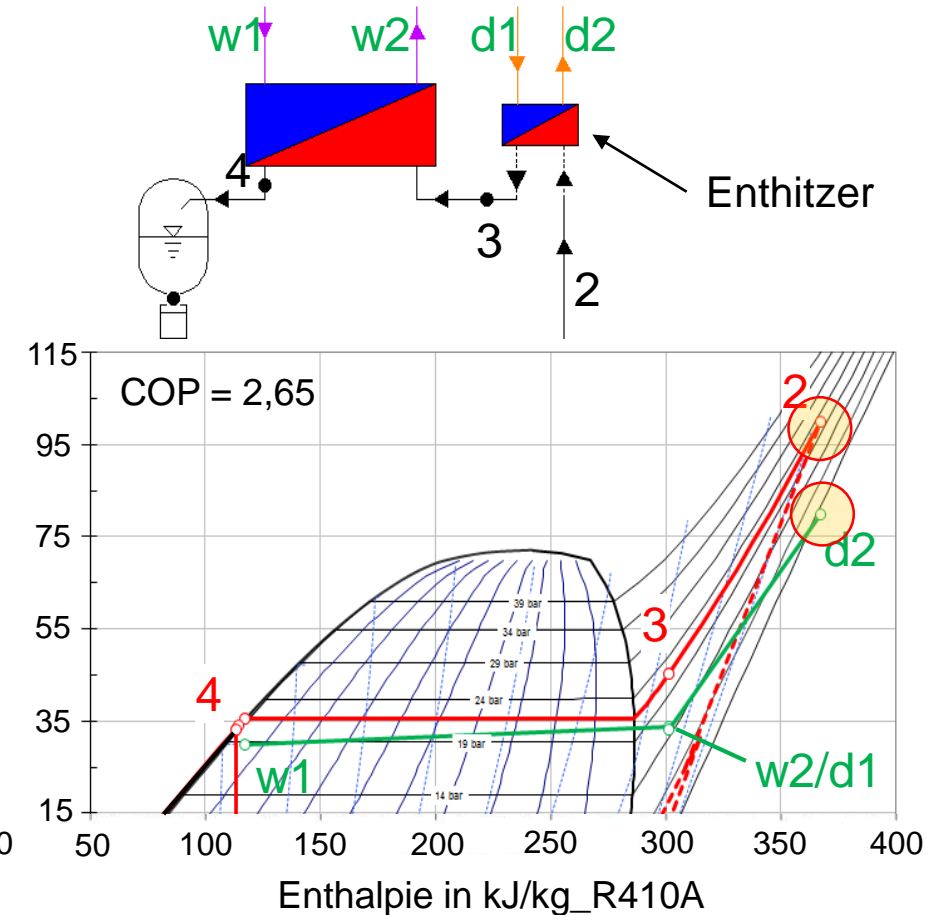 w1 w2 d1 d2
4
Enthitzer
3
2
115
COP = 2,65
2
95
75
d2
39 bar
55
34 bar
3
29 bar
4
24 bar
35
19 bar
w1
w2/d1
14 bar
15
0 50 100 150 200 250 300 350 400
Enthalpie in kJ/kg_R410A